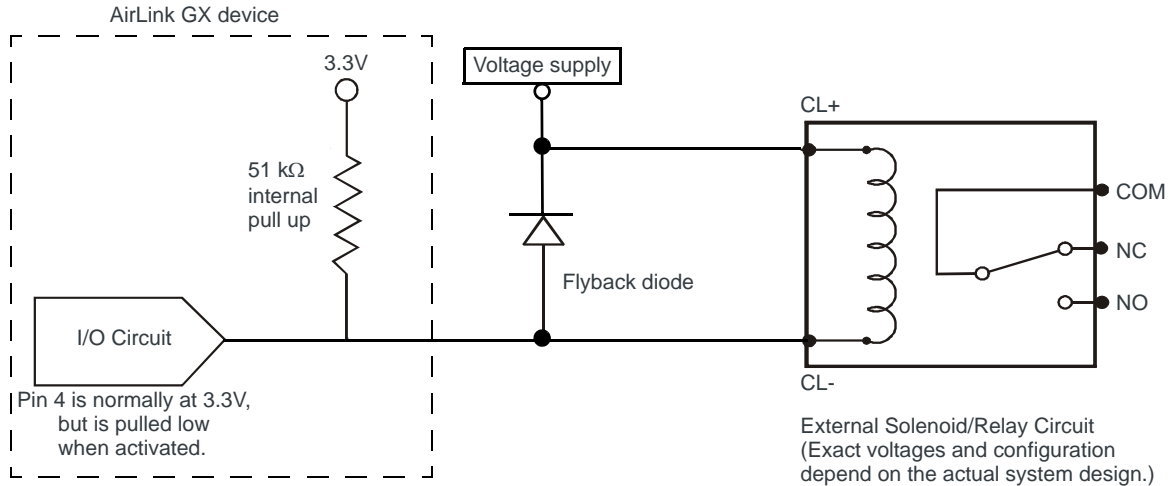 AirLink GX device
3.3V
Voltage supply
CL+
51 kΩ
internal
pull up
COM
NC
Flyback diode
NO
I/O Circuit
CL-
Pin 4 is normally at 3.3V,
but is pulled low
when activated.
External Solenoid/Relay Circuit
(Exact voltages and configuration
depend on the actual system design.)